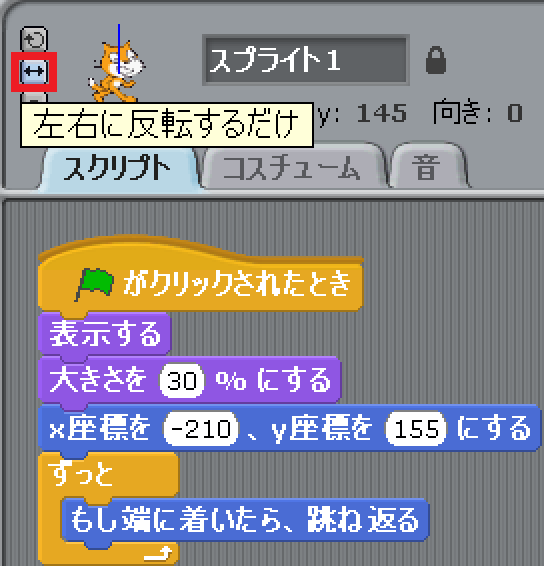 スプライト1
左右に反転するだけ
y: 145 向き: 0
スクリプト コスチューム 音
がクリックされたとき
表示する
大きさを 30 % にする
x座標を -210 、y座標を 155 にする
ずっと
もし端に着いたら、跳ね返る